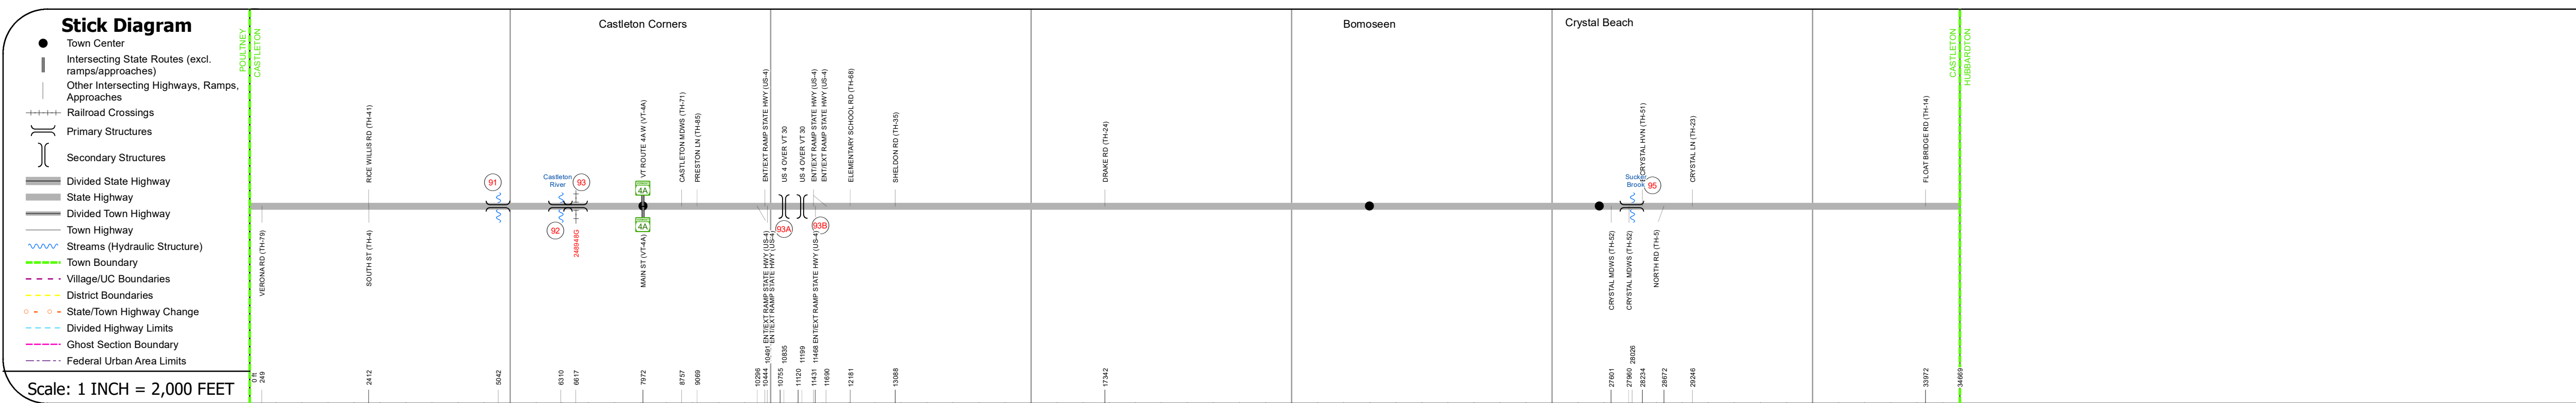 Stick Diagram
Town Center
Intersecting State Routes (excl.
ramps/approaches)
Other Intersecting Highways, Ramps,
Approaches
Railroad Crossings
Primary Structures
Secondary Structures
Divided State Highway
State Highway
Divided Town Highway
Town Highway
Streams (Hydraulic Structure)
Town Boundary
Village/UC Boundaries
District Boundaries
State/Town Highway Change
Divided Highway Limits
Ghost Section Boundary
Federal Urban Area Limits
Scale: 1 INCH = 2,000 FEET
POULTNEY
CASTLETON
Castleton Corners
Bomoseen
Crystal Beach
CASTLETON
HUBBARDTON
RICE WILLIS RD (TH-41)
VT ROUTE 4A W (VT-4A)
CASTLETON MDWS (TH-71)
PRESTON LN (TH-85)
ENT/EXT RAMP STATE HWY (US-4)
US 4 OVER VT 30
US 4 OVER VT 30
ENT/EXT RAMP STATE HWY (US-4)
ENT/EXT RAMP STATE HWY (US-4)
ELEMENTARY SCHOOL RD (TH-68)
SHELDON RD (TH-35)
DRAKE RD (TH-24)
CRYSTAL HVN (TH-51)
CRYSTAL LN (TH-23)
FLOAT BRIDGE RD (TH-14)
91
Castleton
River
93
4A
Sucker
Brook
95
92
4A
93A
93B
VERONA RD (TH-79)
SOUTH ST (TH-4)
248948G
MAIN ST (VT-4A)
ENT/EXT RAMP STATE HWY (US-4)
ENT/EXT RAMP STATE HWY (US-4)
ENT/EXT RAMP STATE HWY (US-4)
CRYSTAL MDWS (TH-52)
CRYSTAL MDWS (TH-52)
NORTH RD (TH-5)
0 ft
249
2412
5042
6310
6617
7972
8757
9069
10296
10444
10491
10755
10835
11120
11199
11431
11468
11690
12181
13088
17342
27601
27960
28026
28234
28672
29246
33972
34669